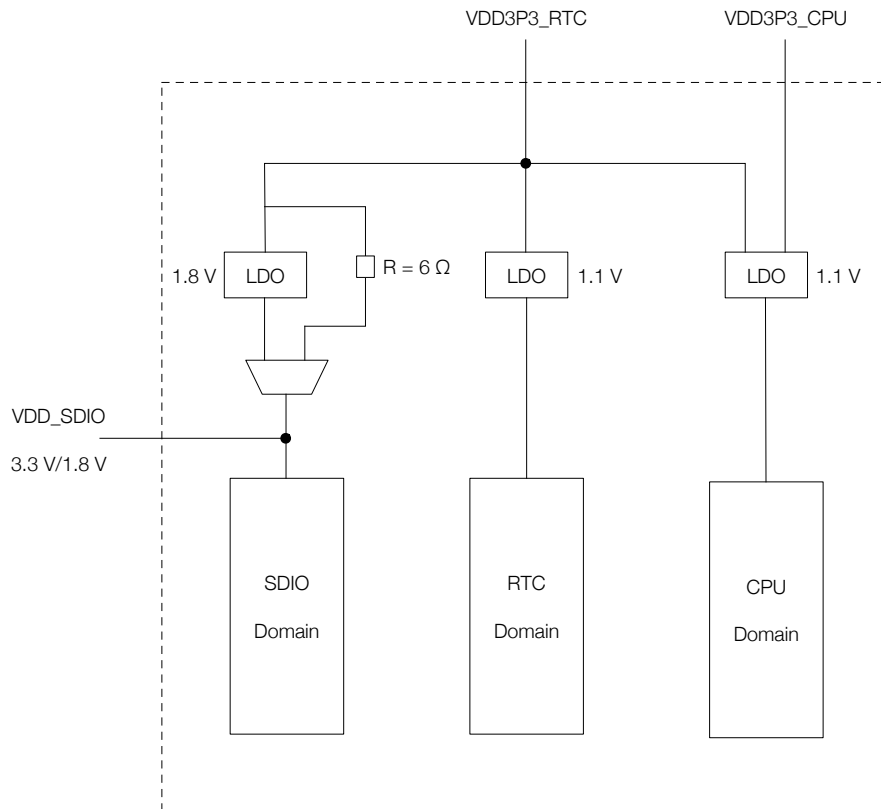 VDD3P3_RTC
VDD3P3_CPU
1.8 V
LDO
R = 6 Ω
LDO
1.1 V
LDO
1.1 V
VDD_SDIO
3.3 V/1.8 V
SDIO
Domain
RTC
Domain
CPU
Domain